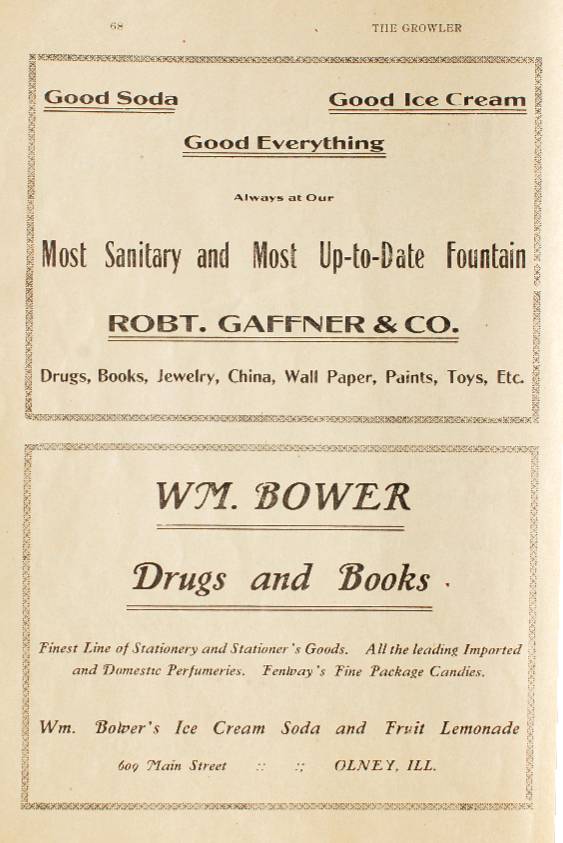 68 THE GROWLER
Good Soda Good Ice Cream
Good Everything
Always at Our
Most Sanitary and Most Up-to-Date Fountain
ROBT. GAFFNER & CO.
Drugs, Books, Jewelry, China, Wall Paper, Paints, Toys, Etc.
WM. BOWER
Drugs and Books
Finest Line of Stationery and Stationer's Goods. All the leading Imported
and Domestic Perfumeries. Fenway's Fine Package Candies.
Wm. Bower's Ice Cream Soda and Fruit Lemonade
609 Main Street :: :; OLNEY, ILL.